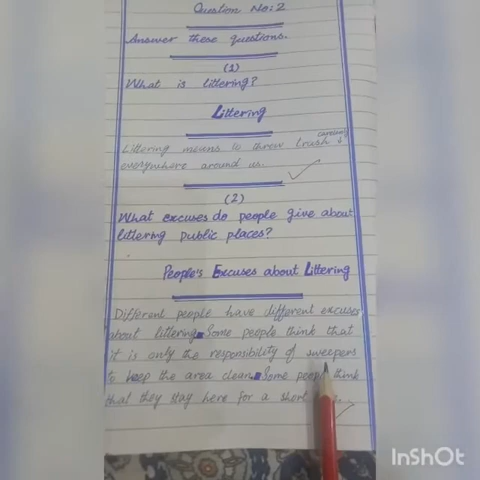 Question No: 2
Answer these questions.
(1)
What is littering?
Littering
Littering means to throw trash carelessly
everywhere around us.
(2)
What excuses do people give about
littering public places?
People's Excuses about Littering
Different people have different excuses
about littering. Some people think that
it is only the responsibility of sweepers
to keep the area clean. Some people think
that they stay here for a short
InShOt